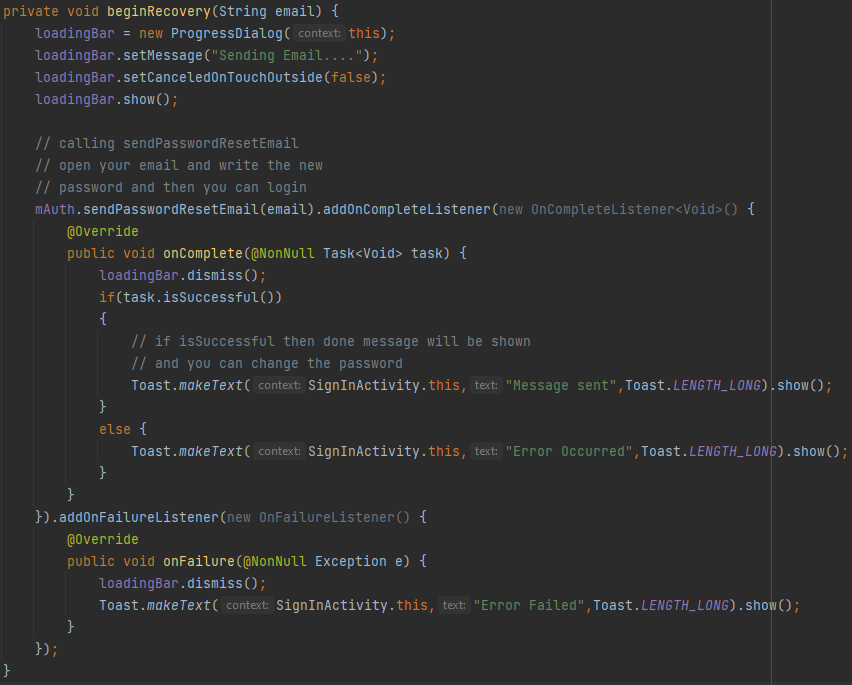 private void beginRecovery(String email) {
    loadingBar = new ProgressDialog( context: this);
    loadingBar.setMessage("Sending Email....");
    loadingBar.setCanceledOnTouchOutside(false);
    loadingBar.show();

    // calling sendPasswordResetEmail
    // open your email and write the new
    // password and then you can login
    mAuth.sendPasswordResetEmail(email).addOnCompleteListener(new OnCompleteListener<Void>() {
        @Override
        public void onComplete(@NonNull Task<Void> task) {
            loadingBar.dismiss();
            if(task.isSuccessful())
            {
                // if isSuccessful then done message will be shown
                // and you can change the password
                Toast.makeText( context: SignInActivity.this, text: "Message sent",Toast.LENGTH_LONG).show();
            }
            else {
                Toast.makeText( context: SignInActivity.this, text: "Error Occurred",Toast.LENGTH_LONG).show();
            }
        }
    }).addOnFailureListener(new OnFailureListener() {
        @Override
        public void onFailure(@NonNull Exception e) {
            loadingBar.dismiss();
            Toast.makeText( context: SignInActivity.this, text: "Error Failed",Toast.LENGTH_LONG).show();
        }
    });
}